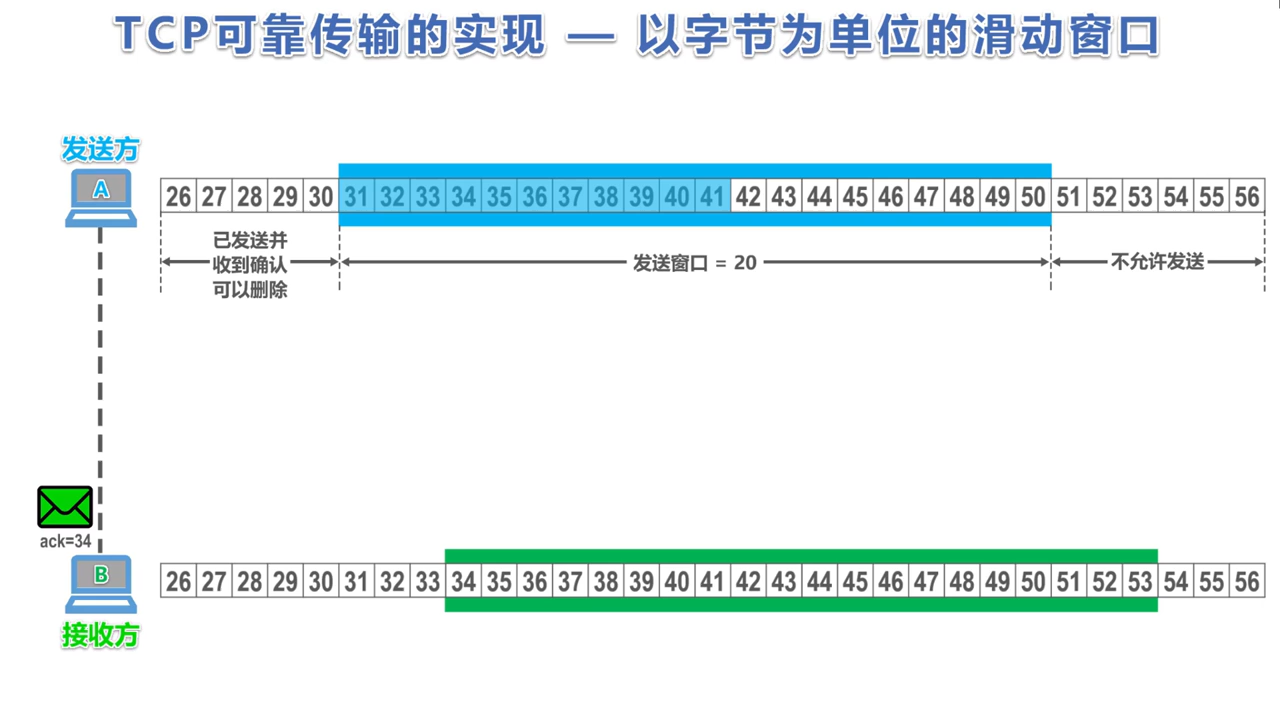 TCP可靠传输的实现 — 以字节为单位的滑动窗口
发送方
A
26 27 28 29 30 31 32 33 34 35 36 37 38 39 40 41 42 43 44 45 46 47 48 49 50 51 52 53 54 55 56
已发送并
收到确认
可以删除
发送窗口 = 20
不允许发送
ack=34
B
26 27 28 29 30 31 32 33 34 35 36 37 38 39 40 41 42 43 44 45 46 47 48 49 50 51 52 53 54 55 56
接收方